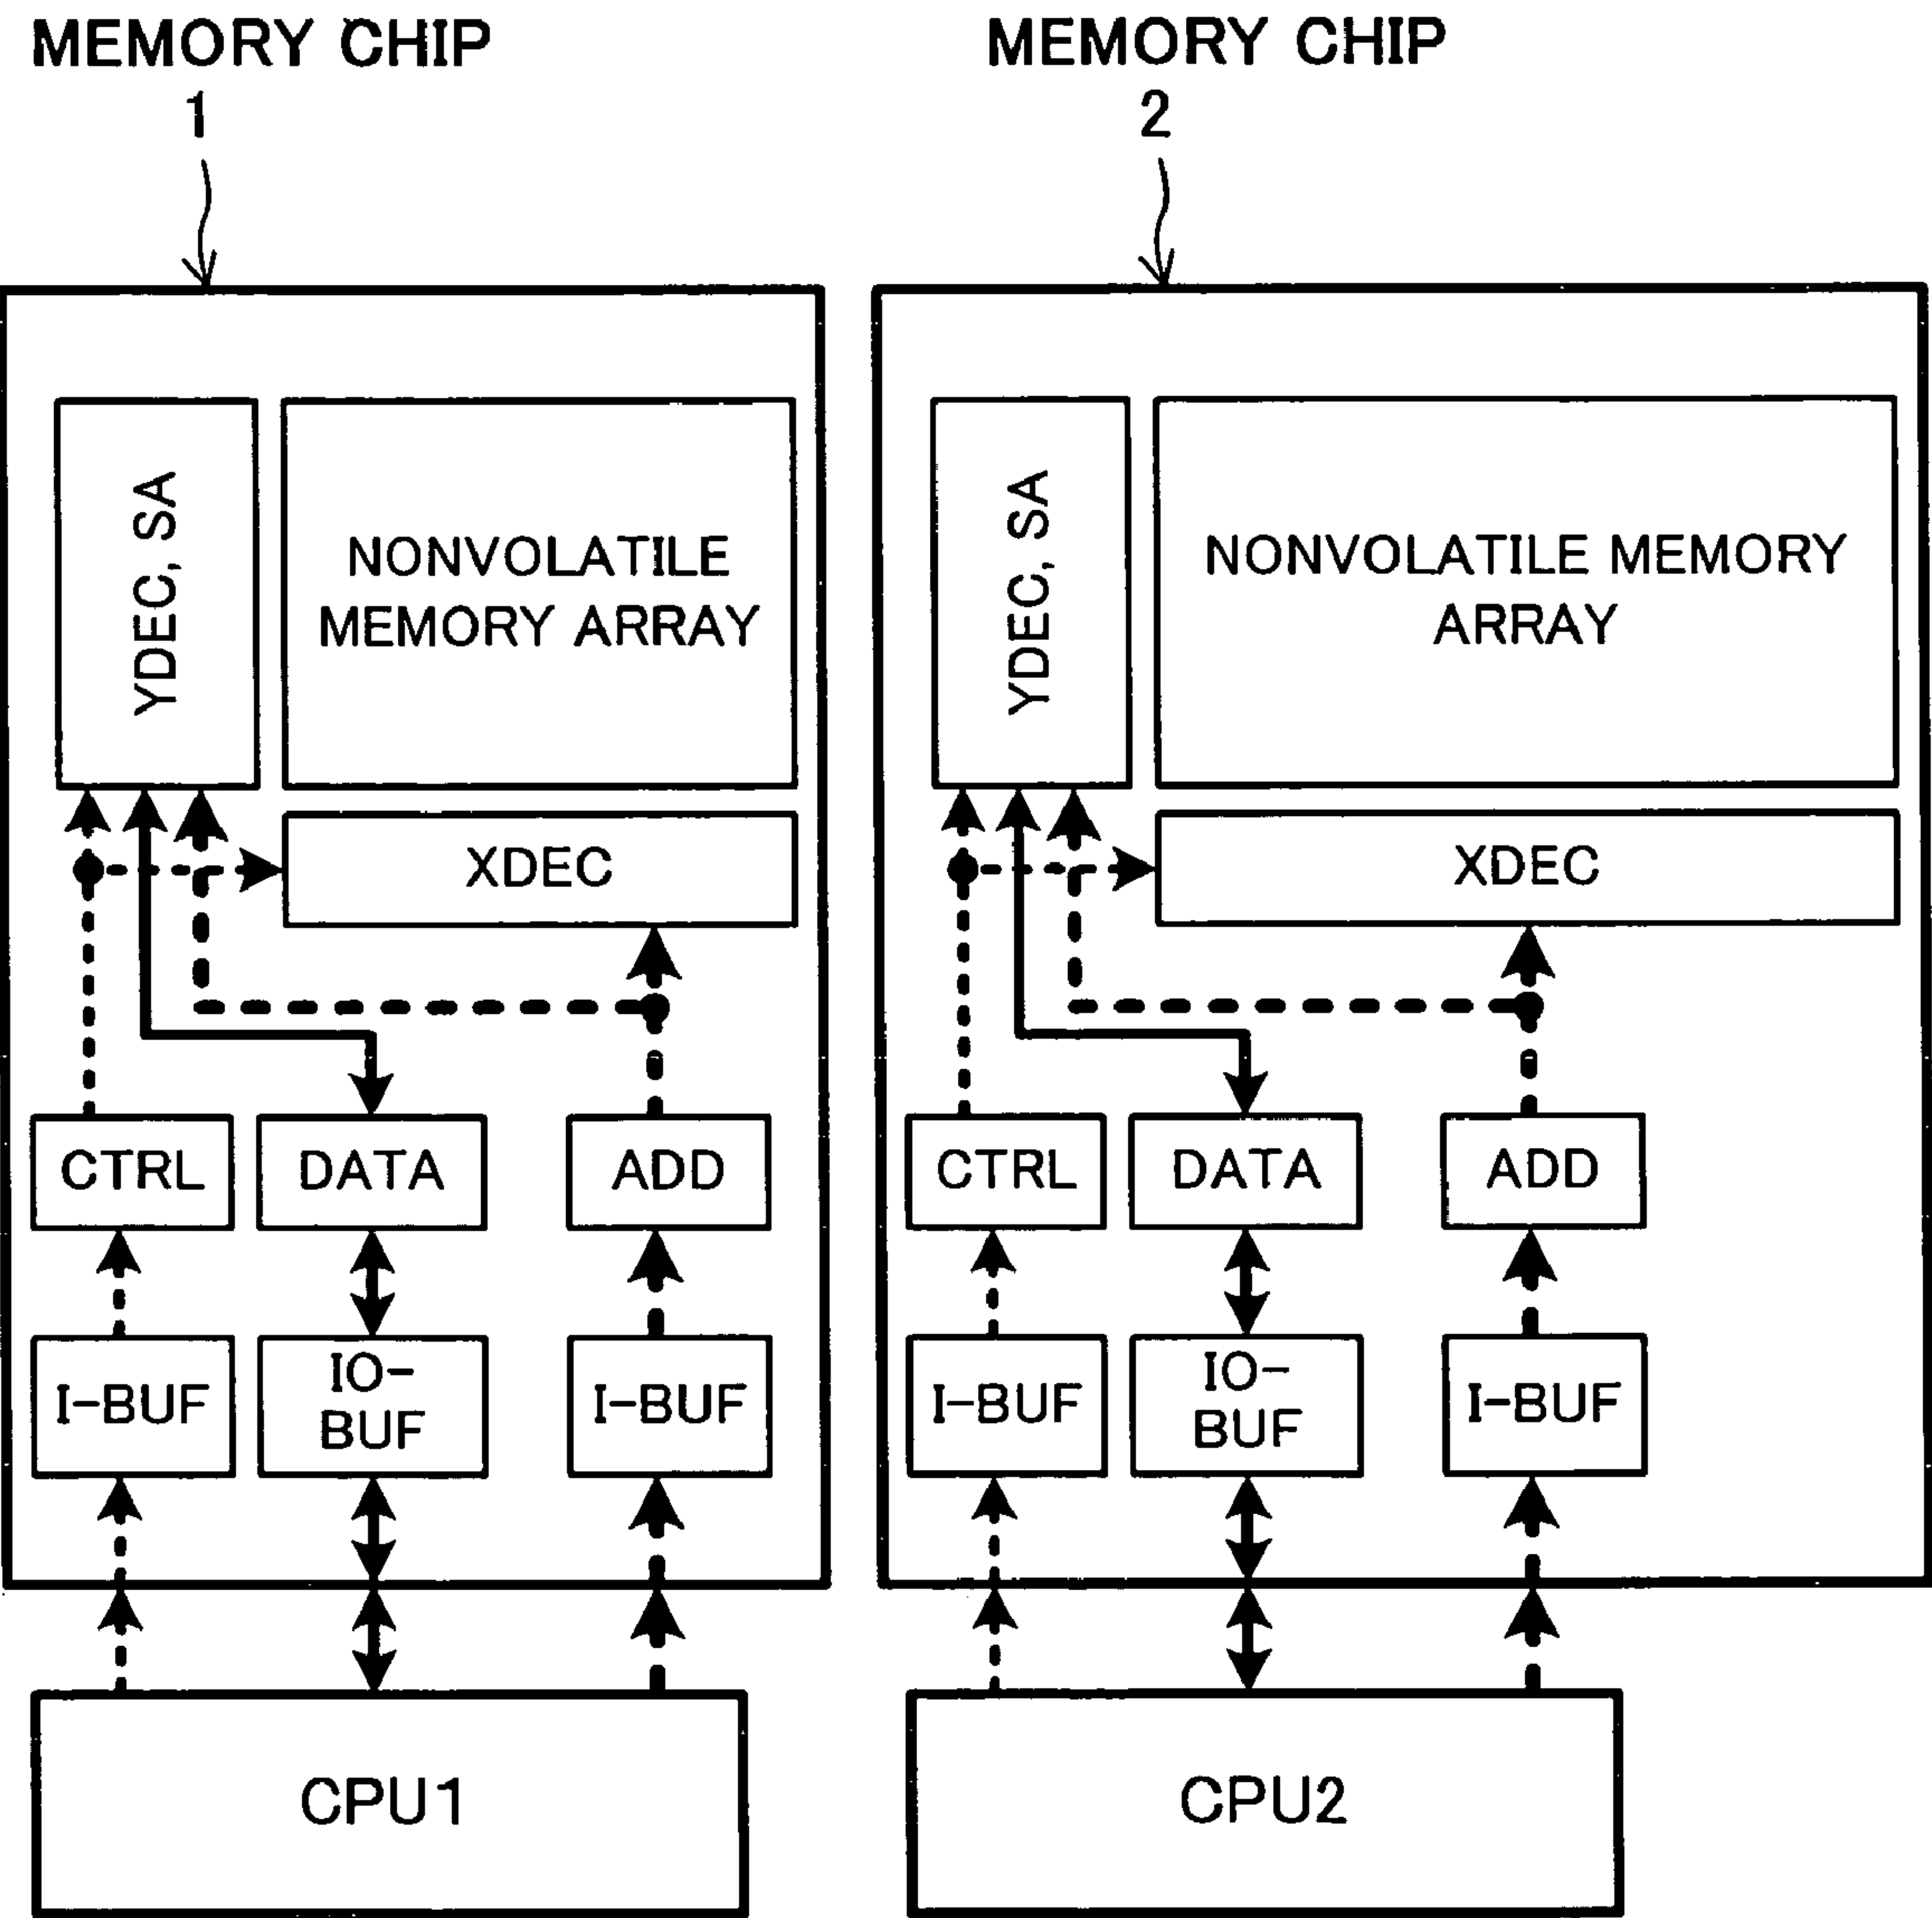 MEMORY CHIP
1
MEMORY CHIP
2
YDEC, SA
NONVOLATILE
MEMORY ARRAY
XDEC
CTRL
DATA
ADD
I-BUF
IO-
BUF
I-BUF
CPU1
YDEC, SA
NONVOLATILE MEMORY
ARRAY
XDEC
CTRL
DATA
ADD
I-BUF
IO-
BUF
I-BUF
CPU2